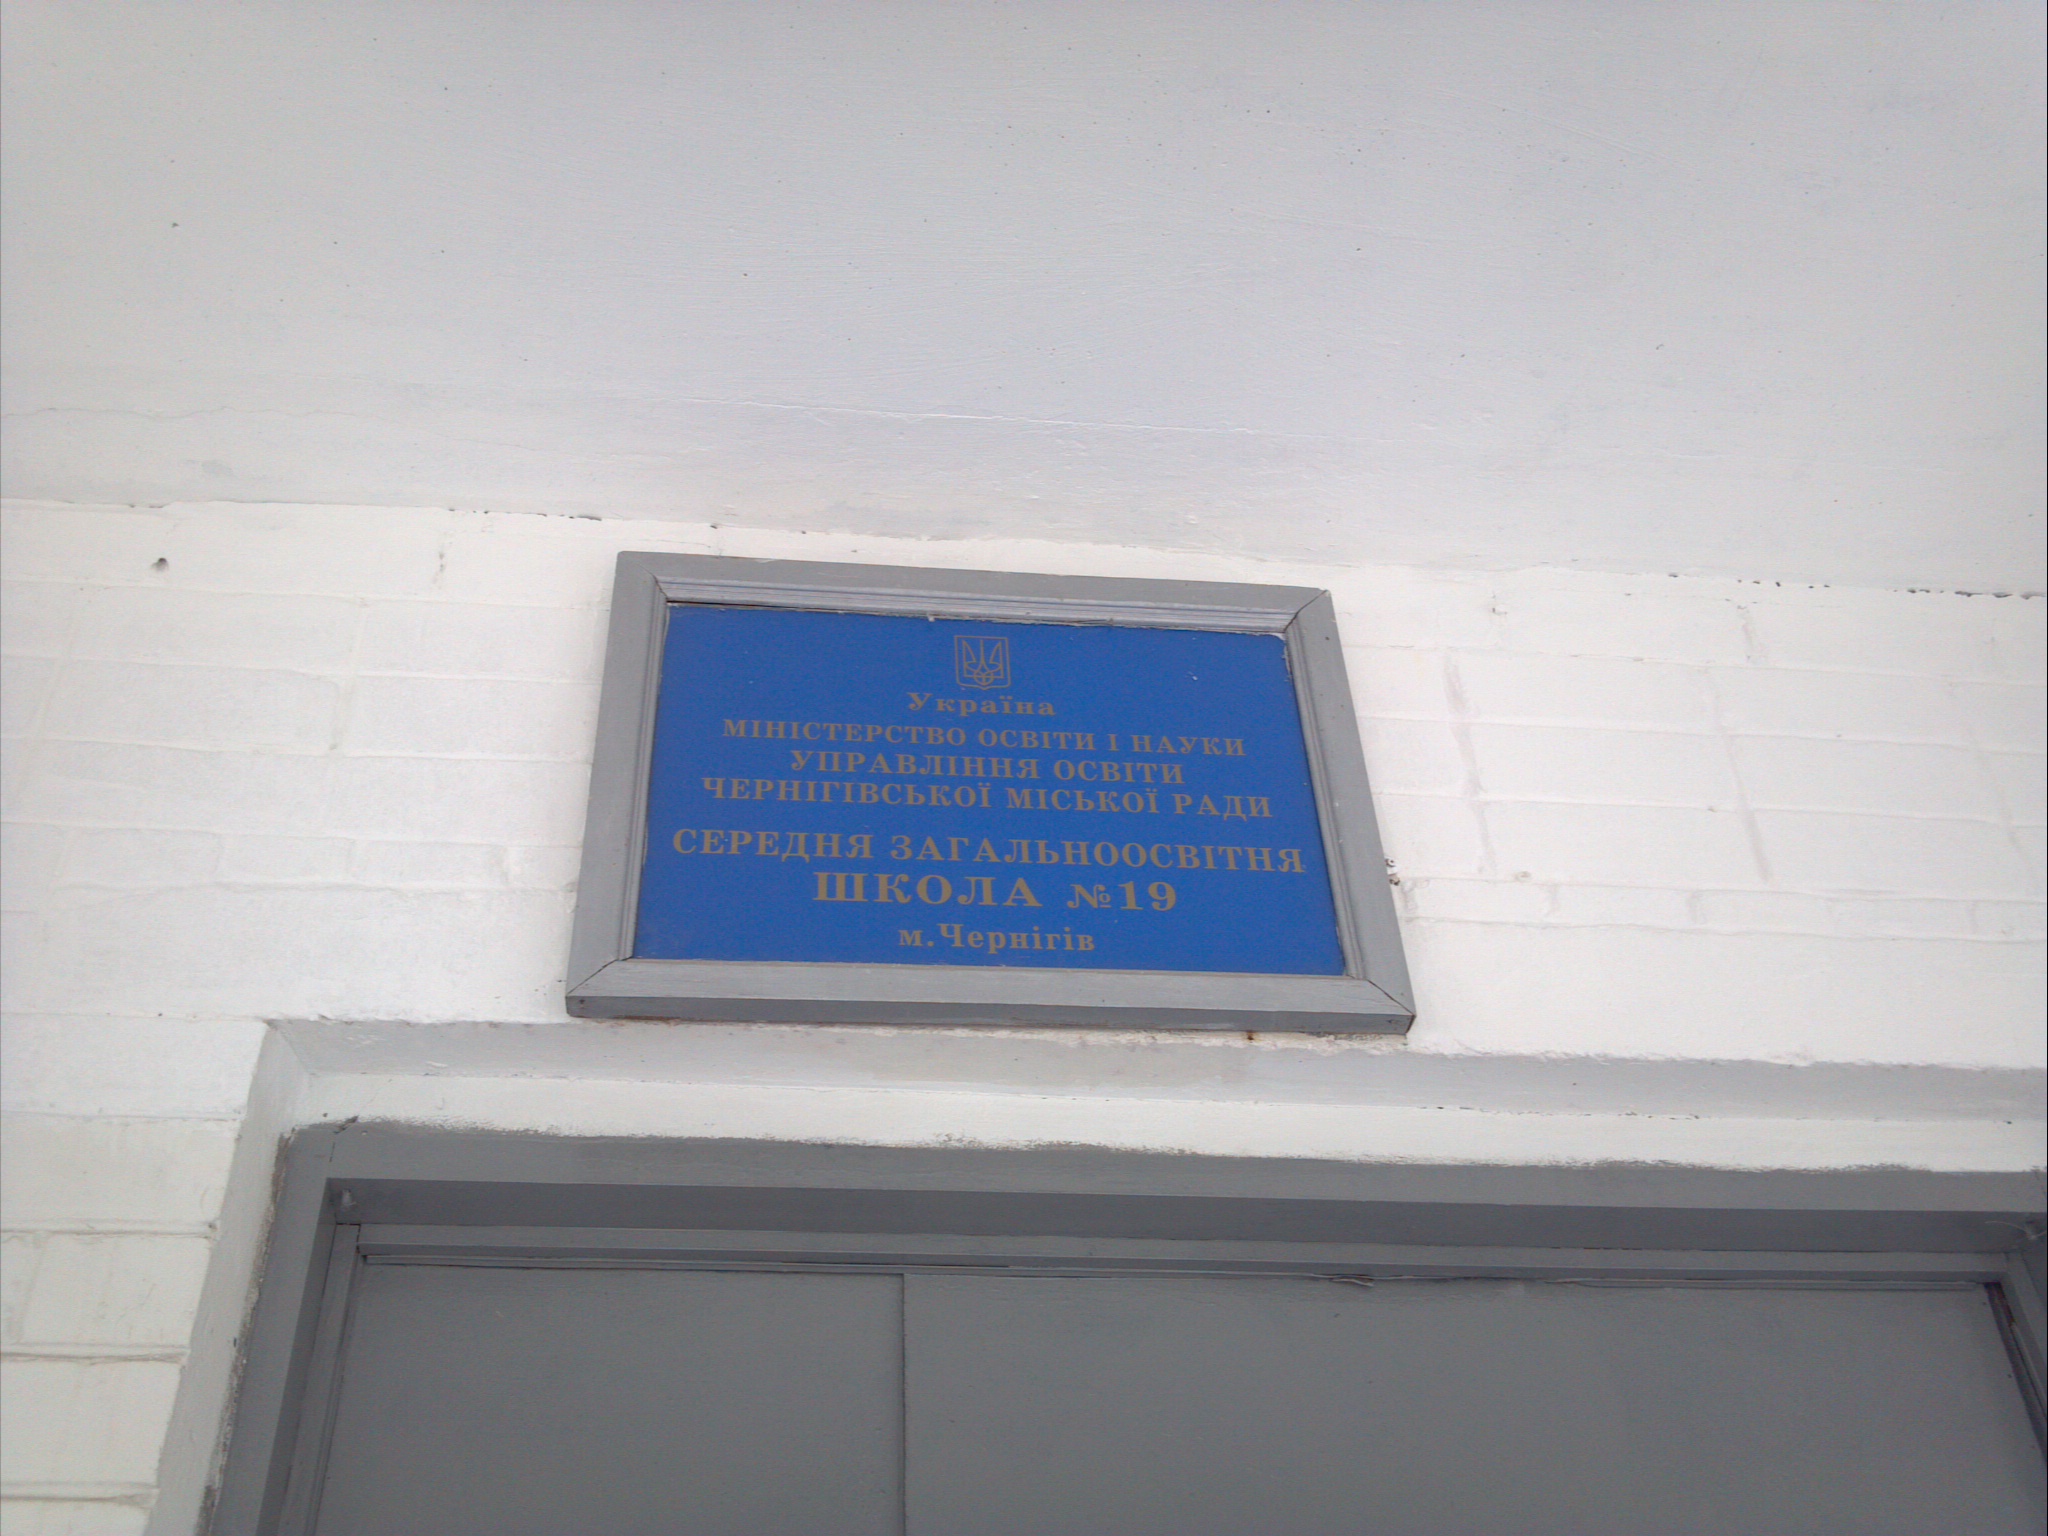 Україна
МІНІСТЕРСТВО ОСВІТИ І НАУКИ
УПРАВЛІННЯ ОСВІТИ
ЧЕРНІГІВСЬКОЇ МІСЬКОЇ РАДИ
СЕРЕДНЯ ЗАГАЛЬНООСВІТНЯ
ШКОЛА №19
м.Чернігів